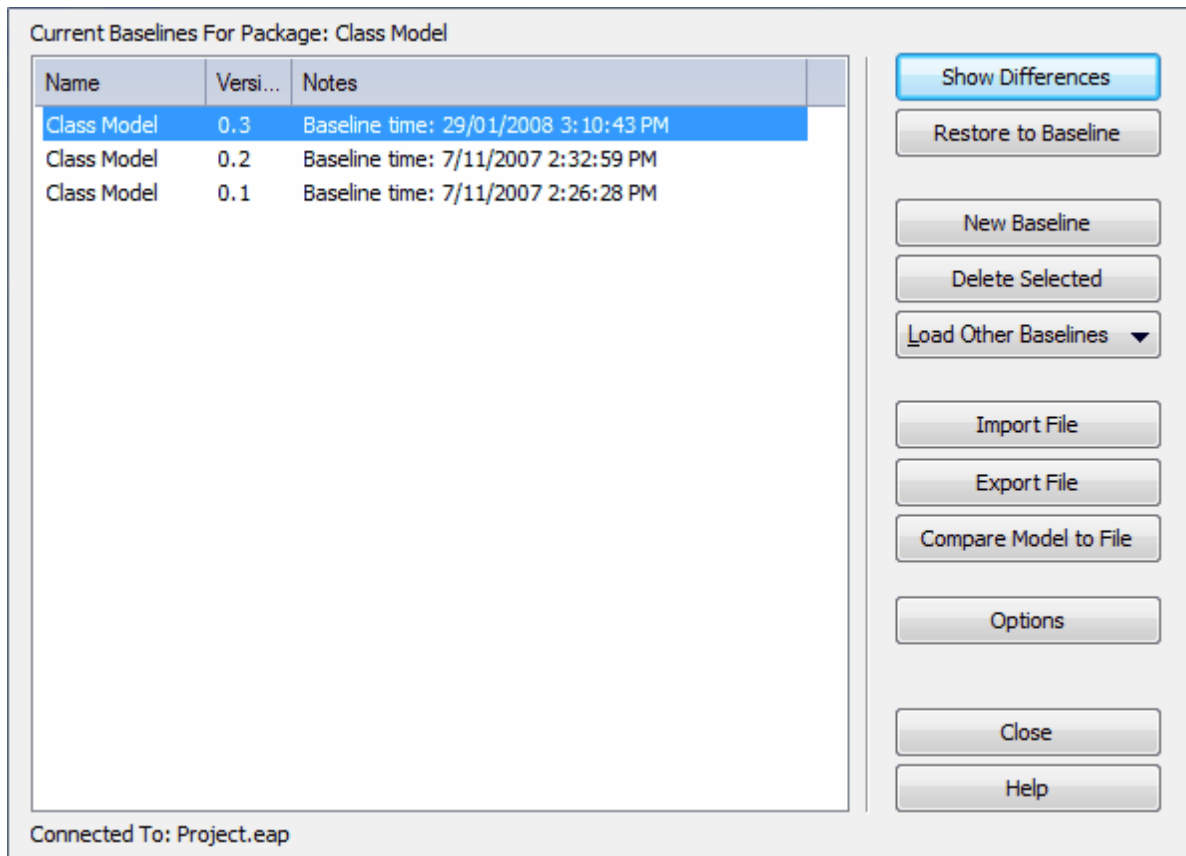 Current Baselines For Package: Class Model
Name Versi... Notes
Class Model 0.3 Baseline time: 29/01/2008 3:10:43 PM
Class Model 0.2 Baseline time: 7/11/2007 2:32:59 PM
Class Model 0.1 Baseline time: 7/11/2007 2:26:28 PM
Show Differences
Restore to Baseline
New Baseline
Delete Selected
Load Other Baselines
Import File
Export File
Compare Model to File
Options
Close
Help
Connected To: Project.eap